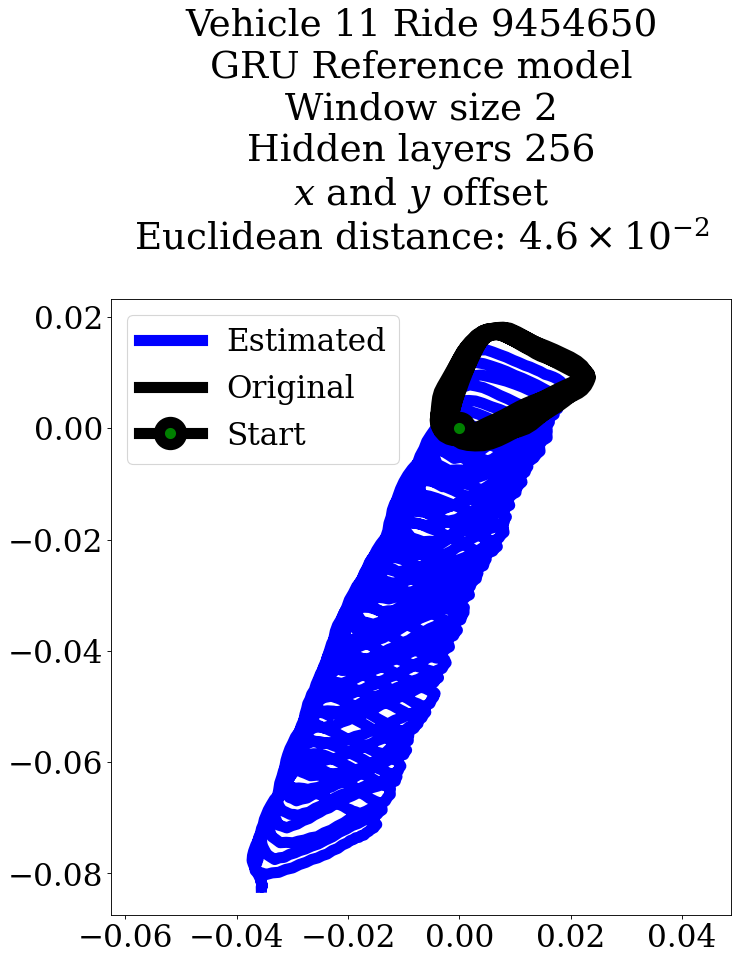 Vehicle 11 Ride 9454650
GRU Reference model
Window size 2
Hidden layers 256
x and y offset
Euclidean distance: 4.6 × 10⁻²
Estimated
Original
Start
0.02
0.00
−0.02
−0.04
−0.06
−0.08
−0.06 −0.04 −0.02 0.00 0.02 0.04